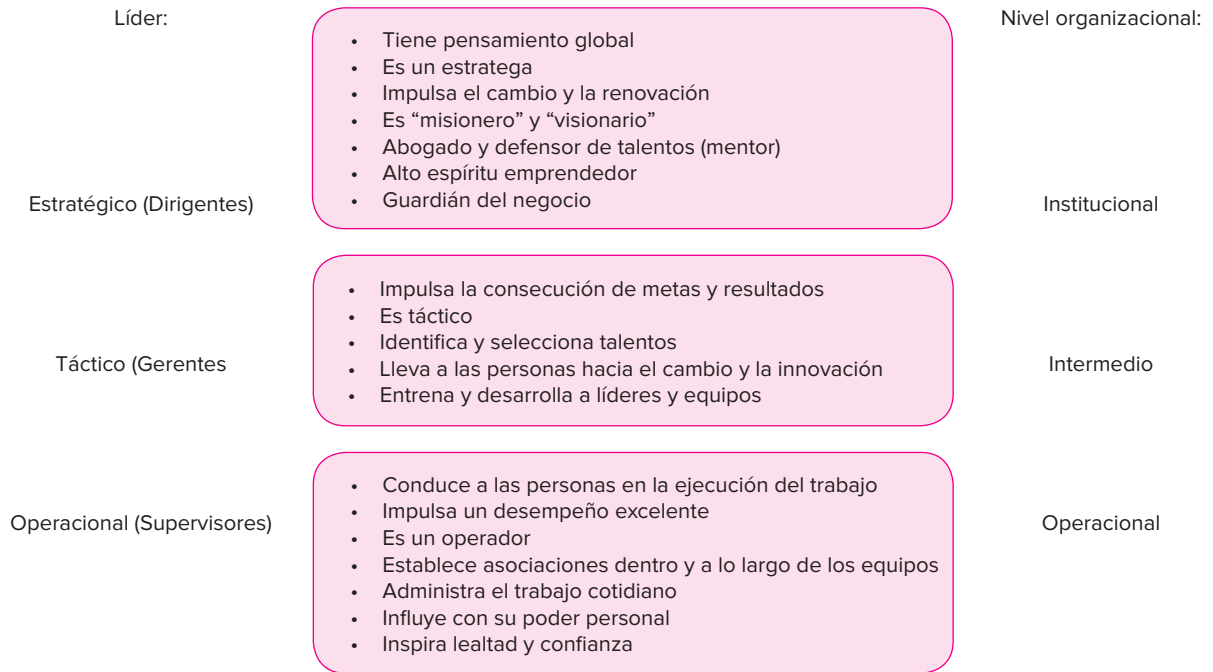 Líder:
Nivel organizacional:
• Tiene pensamiento global
• Es un estratega
• Impulsa el cambio y la renovación
• Es “misionero” y “visionario”
• Abogado y defensor de talentos (mentor)
• Alto espíritu emprendedor
• Guardián del negocio
Estratégico (Dirigentes)
Institucional
• Impulsa la consecución de metas y resultados
• Es táctico
• Identifica y selecciona talentos
• Lleva a las personas hacia el cambio y la innovación
• Entrena y desarrolla a líderes y equipos
Táctico (Gerentes
Intermedio
• Conduce a las personas en la ejecución del trabajo
• Impulsa un desempeño excelente
• Es un operador
• Establece asociaciones dentro y a lo largo de los equipos
• Administra el trabajo cotidiano
• Influye con su poder personal
• Inspira lealtad y confianza
Operacional (Supervisores)
Operacional